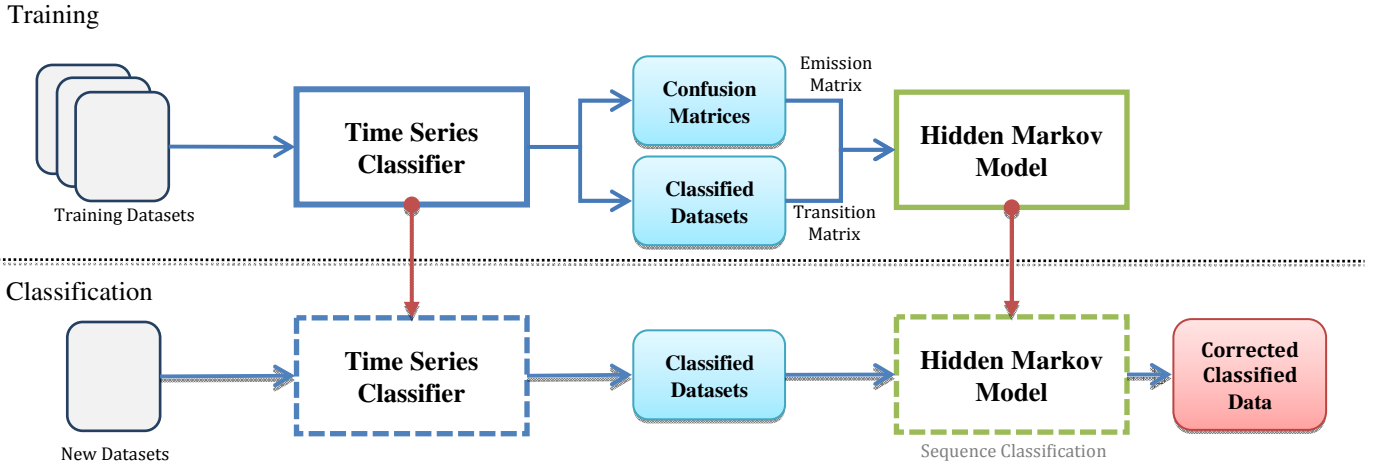 Training
Training Datasets
Time Series
Classifier
Confusion
Matrices
Classified
Datasets
Emission
Matrix
Transition
Matrix
Hidden Markov
Model
Classification
New Datasets
Time Series
Classifier
Classified
Datasets
Hidden Markov
Model
Sequence Classification
Corrected
Classified
Data